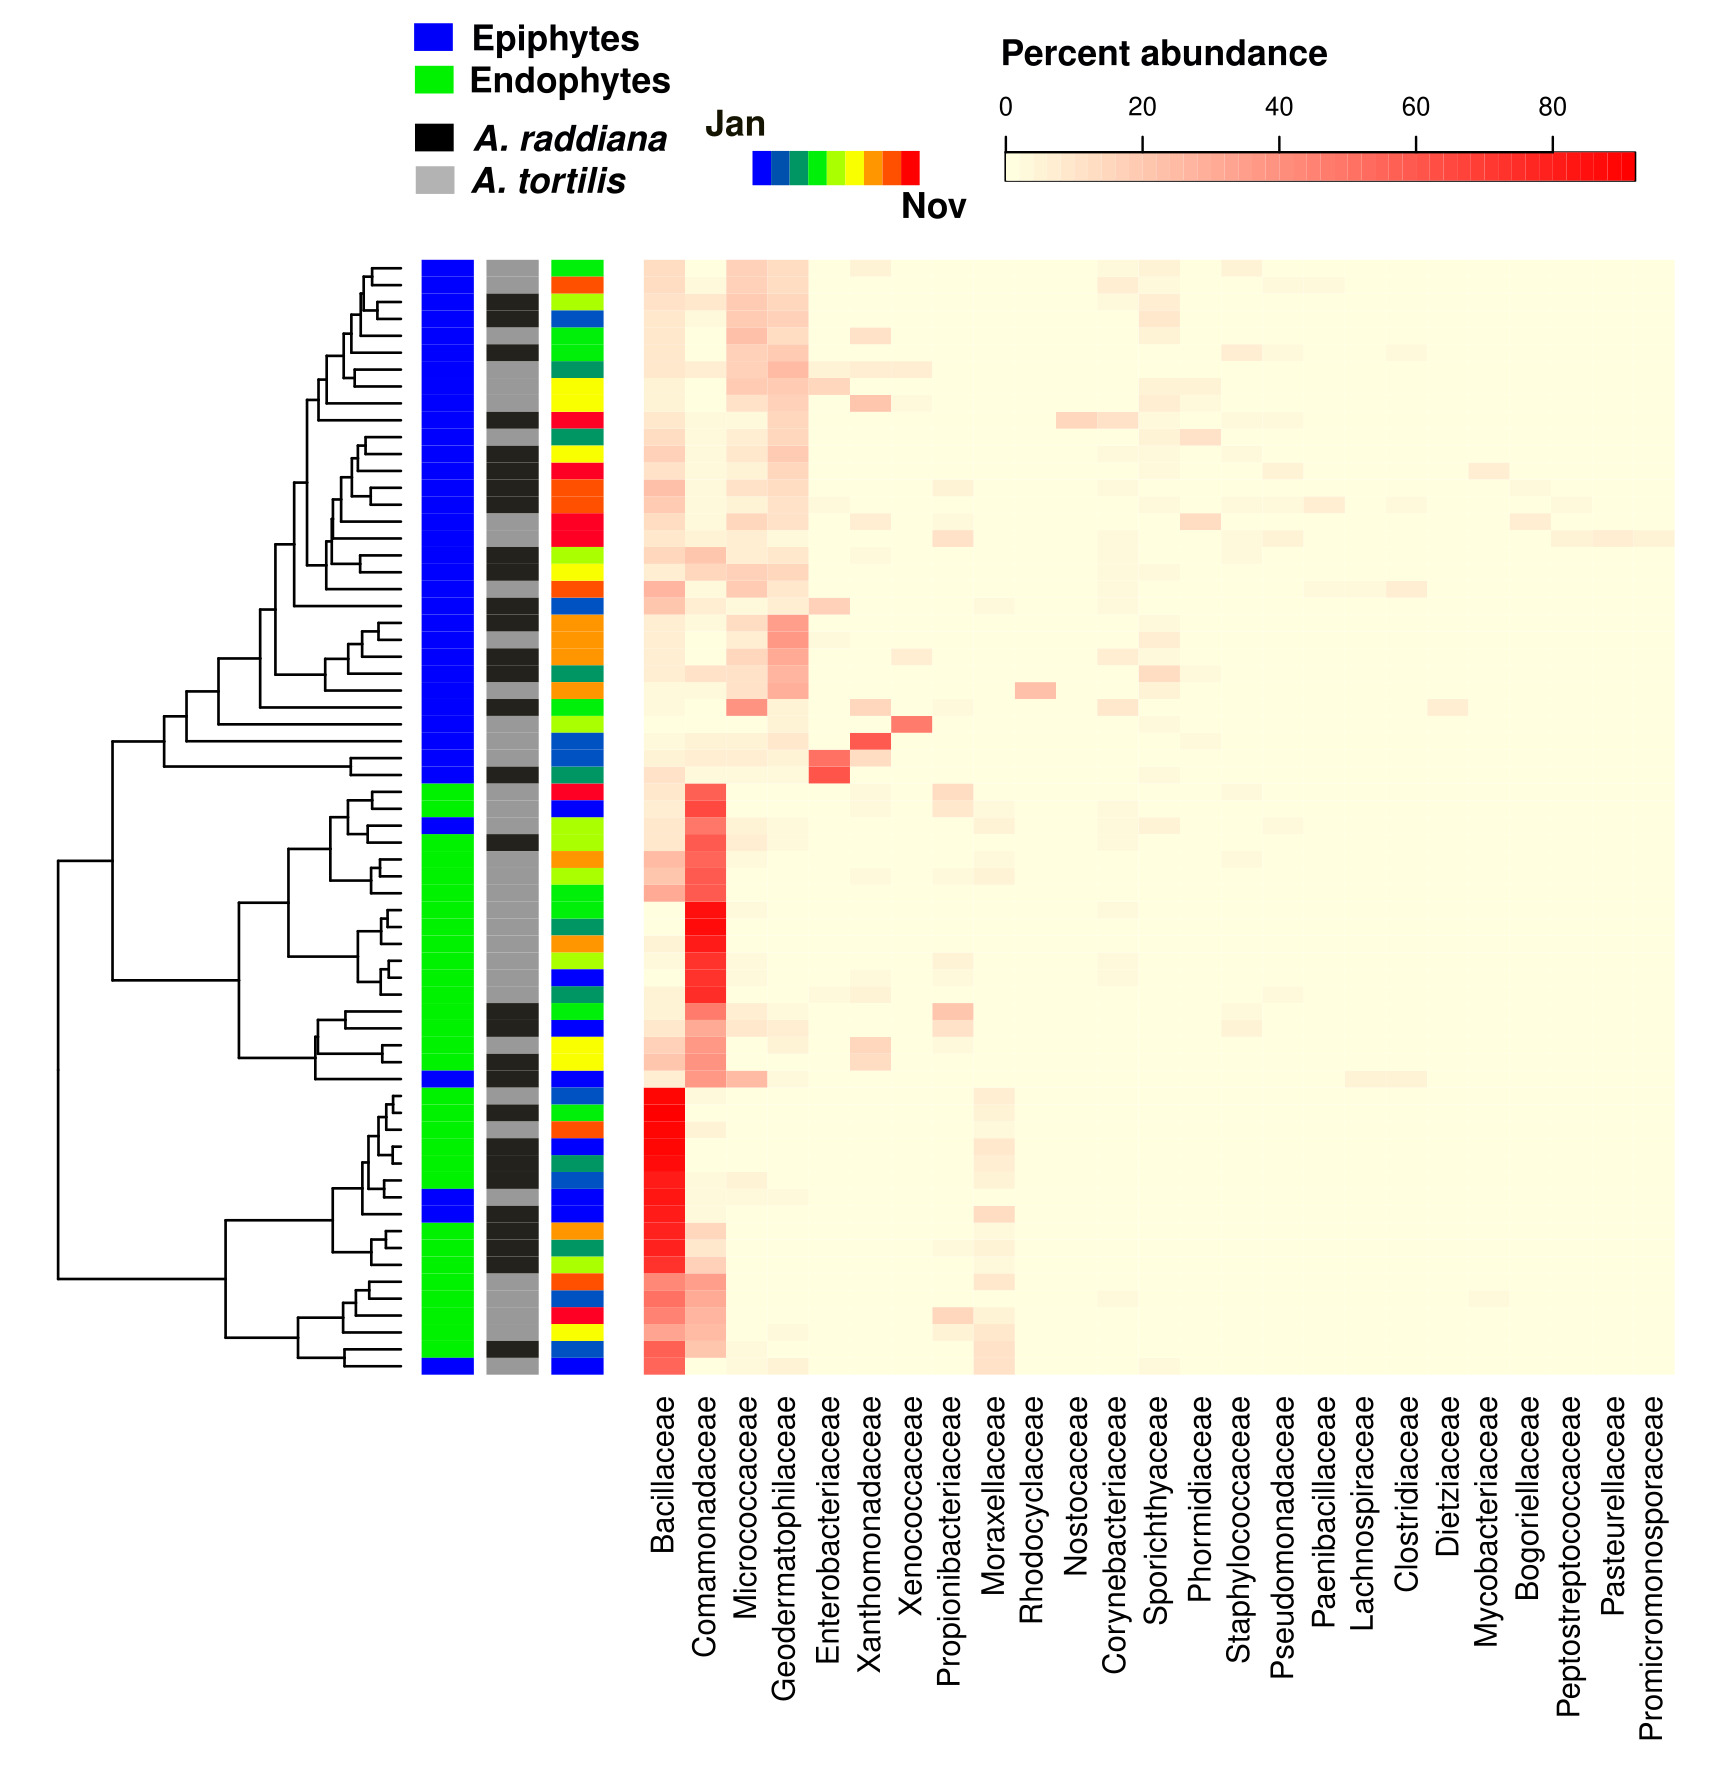 Epiphytes
Endophytes
A. raddiana
A. tortilis
Jan
Nov
Percent abundance
0 20 40 60 80
Bacillaceae
Comamonadaceae
Micrococcaceae
Geodermatophilaceae
Enterobacteriaceae
Xanthomonadaceae
Xenococcaceae
Propionibacteriaceae
Moraxellaceae
Rhodocyclaceae
Nostocaceae
Corynebacteriaceae
Sporichthyaceae
Phormidiaceae
Staphylococcaceae
Pseudomonadaceae
Paenibacillaceae
Lachnospiraceae
Clostridiaceae
Dietziaceae
Mycobacteriaceae
Bogoriellaceae
Peptostreptococcaceae
Pasteurellaceae
Promicromonosporaceae